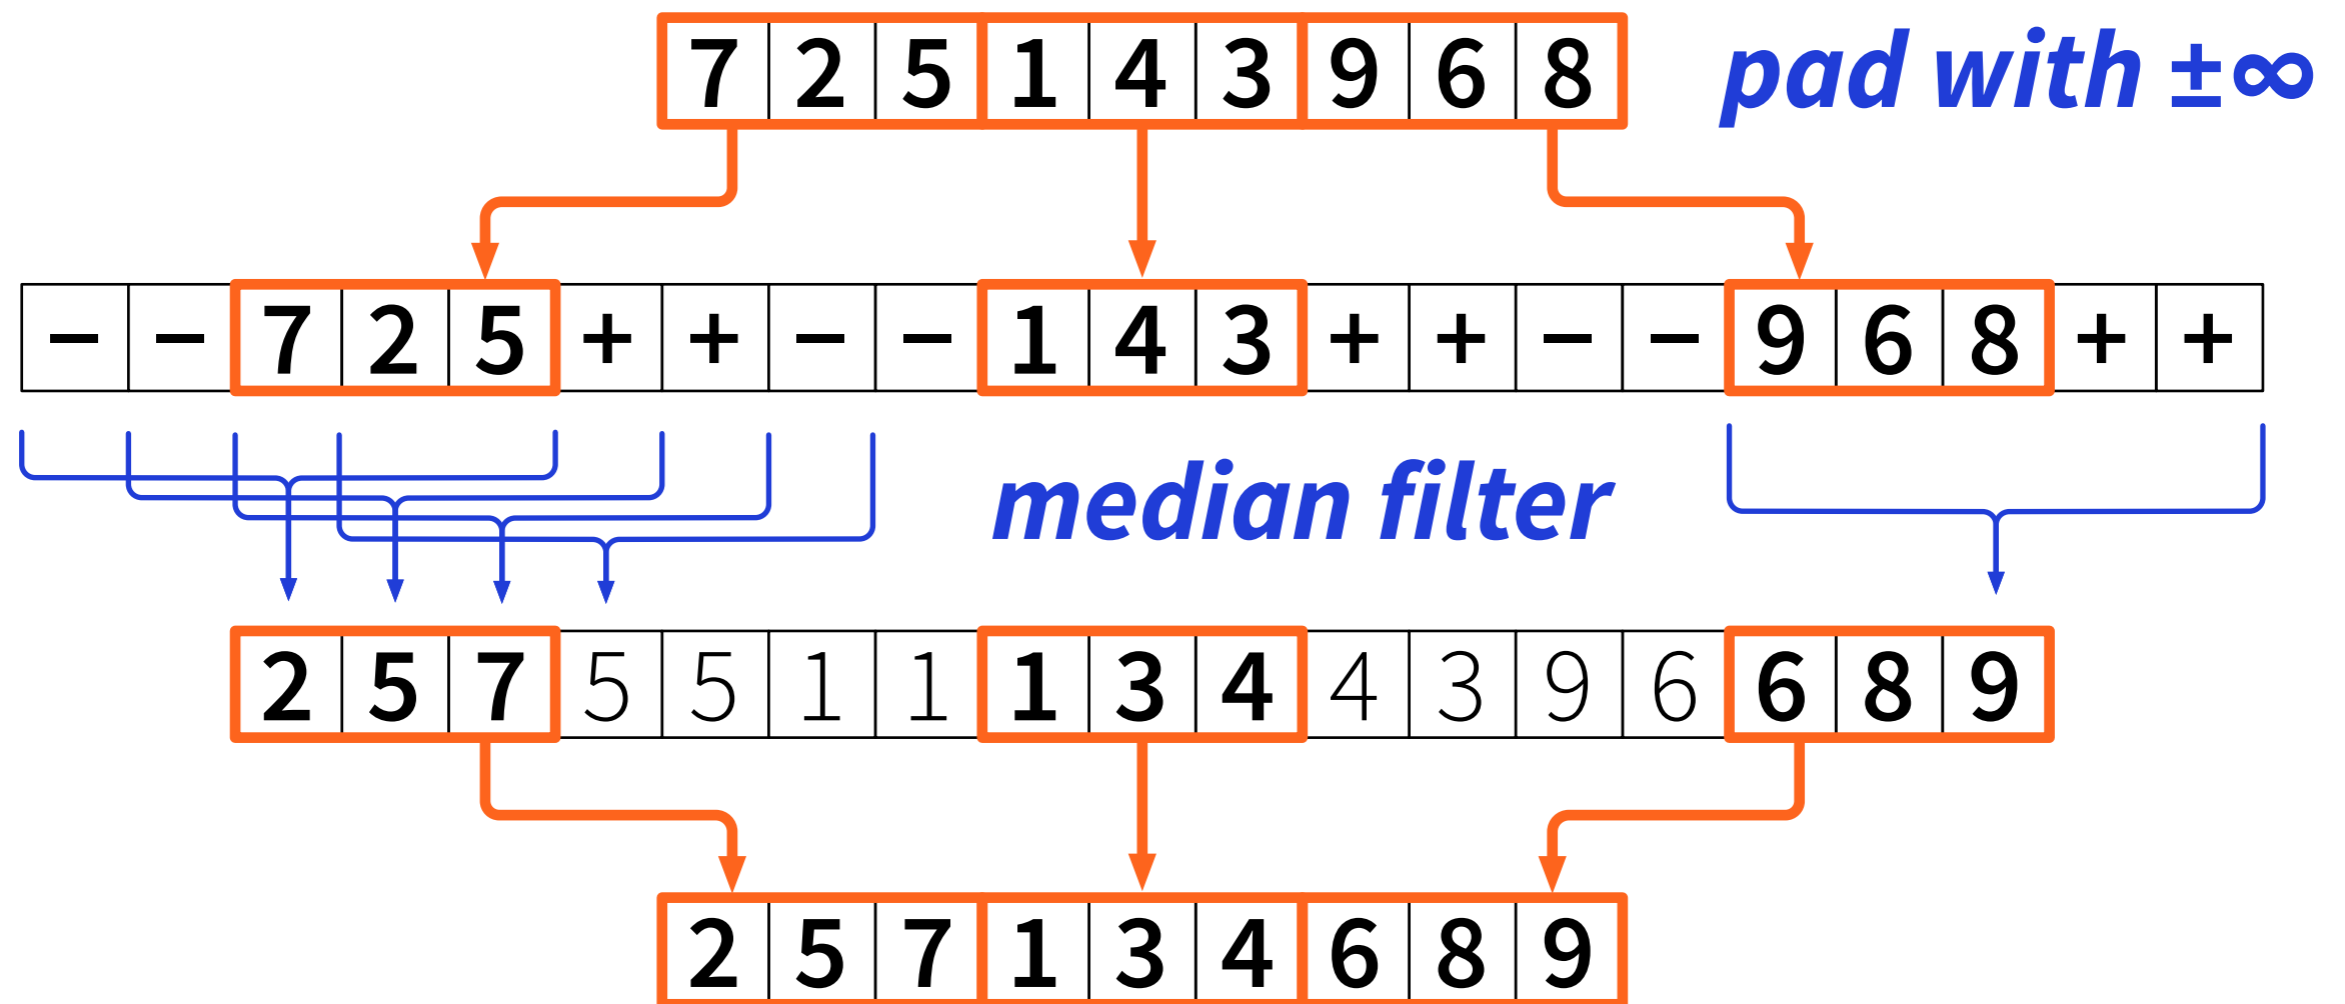 7 2 5 1 4 3 9 6 8 pad with ±∞
− − 7 2 5 + + − − 1 4 3 + + − − 9 6 8 + +
median filter
2 5 7 5 5 1 1 1 3 4 4 3 9 6 6 8 9
2 5 7 1 3 4 6 8 9